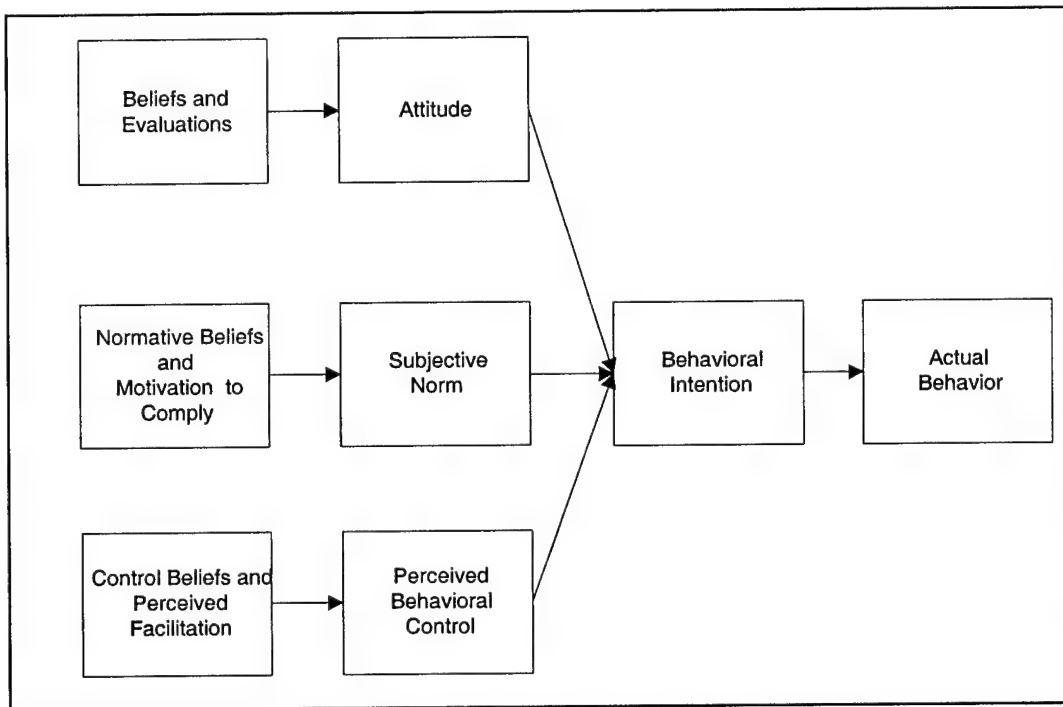 Beliefs and
Evaluations
Attitude
Normative Beliefs
and
Motivation to
Comply
Subjective
Norm
Behavioral
Intention
Actual
Behavior
Control Beliefs and
Perceived
Facilitation
Perceived
Behavioral
Control